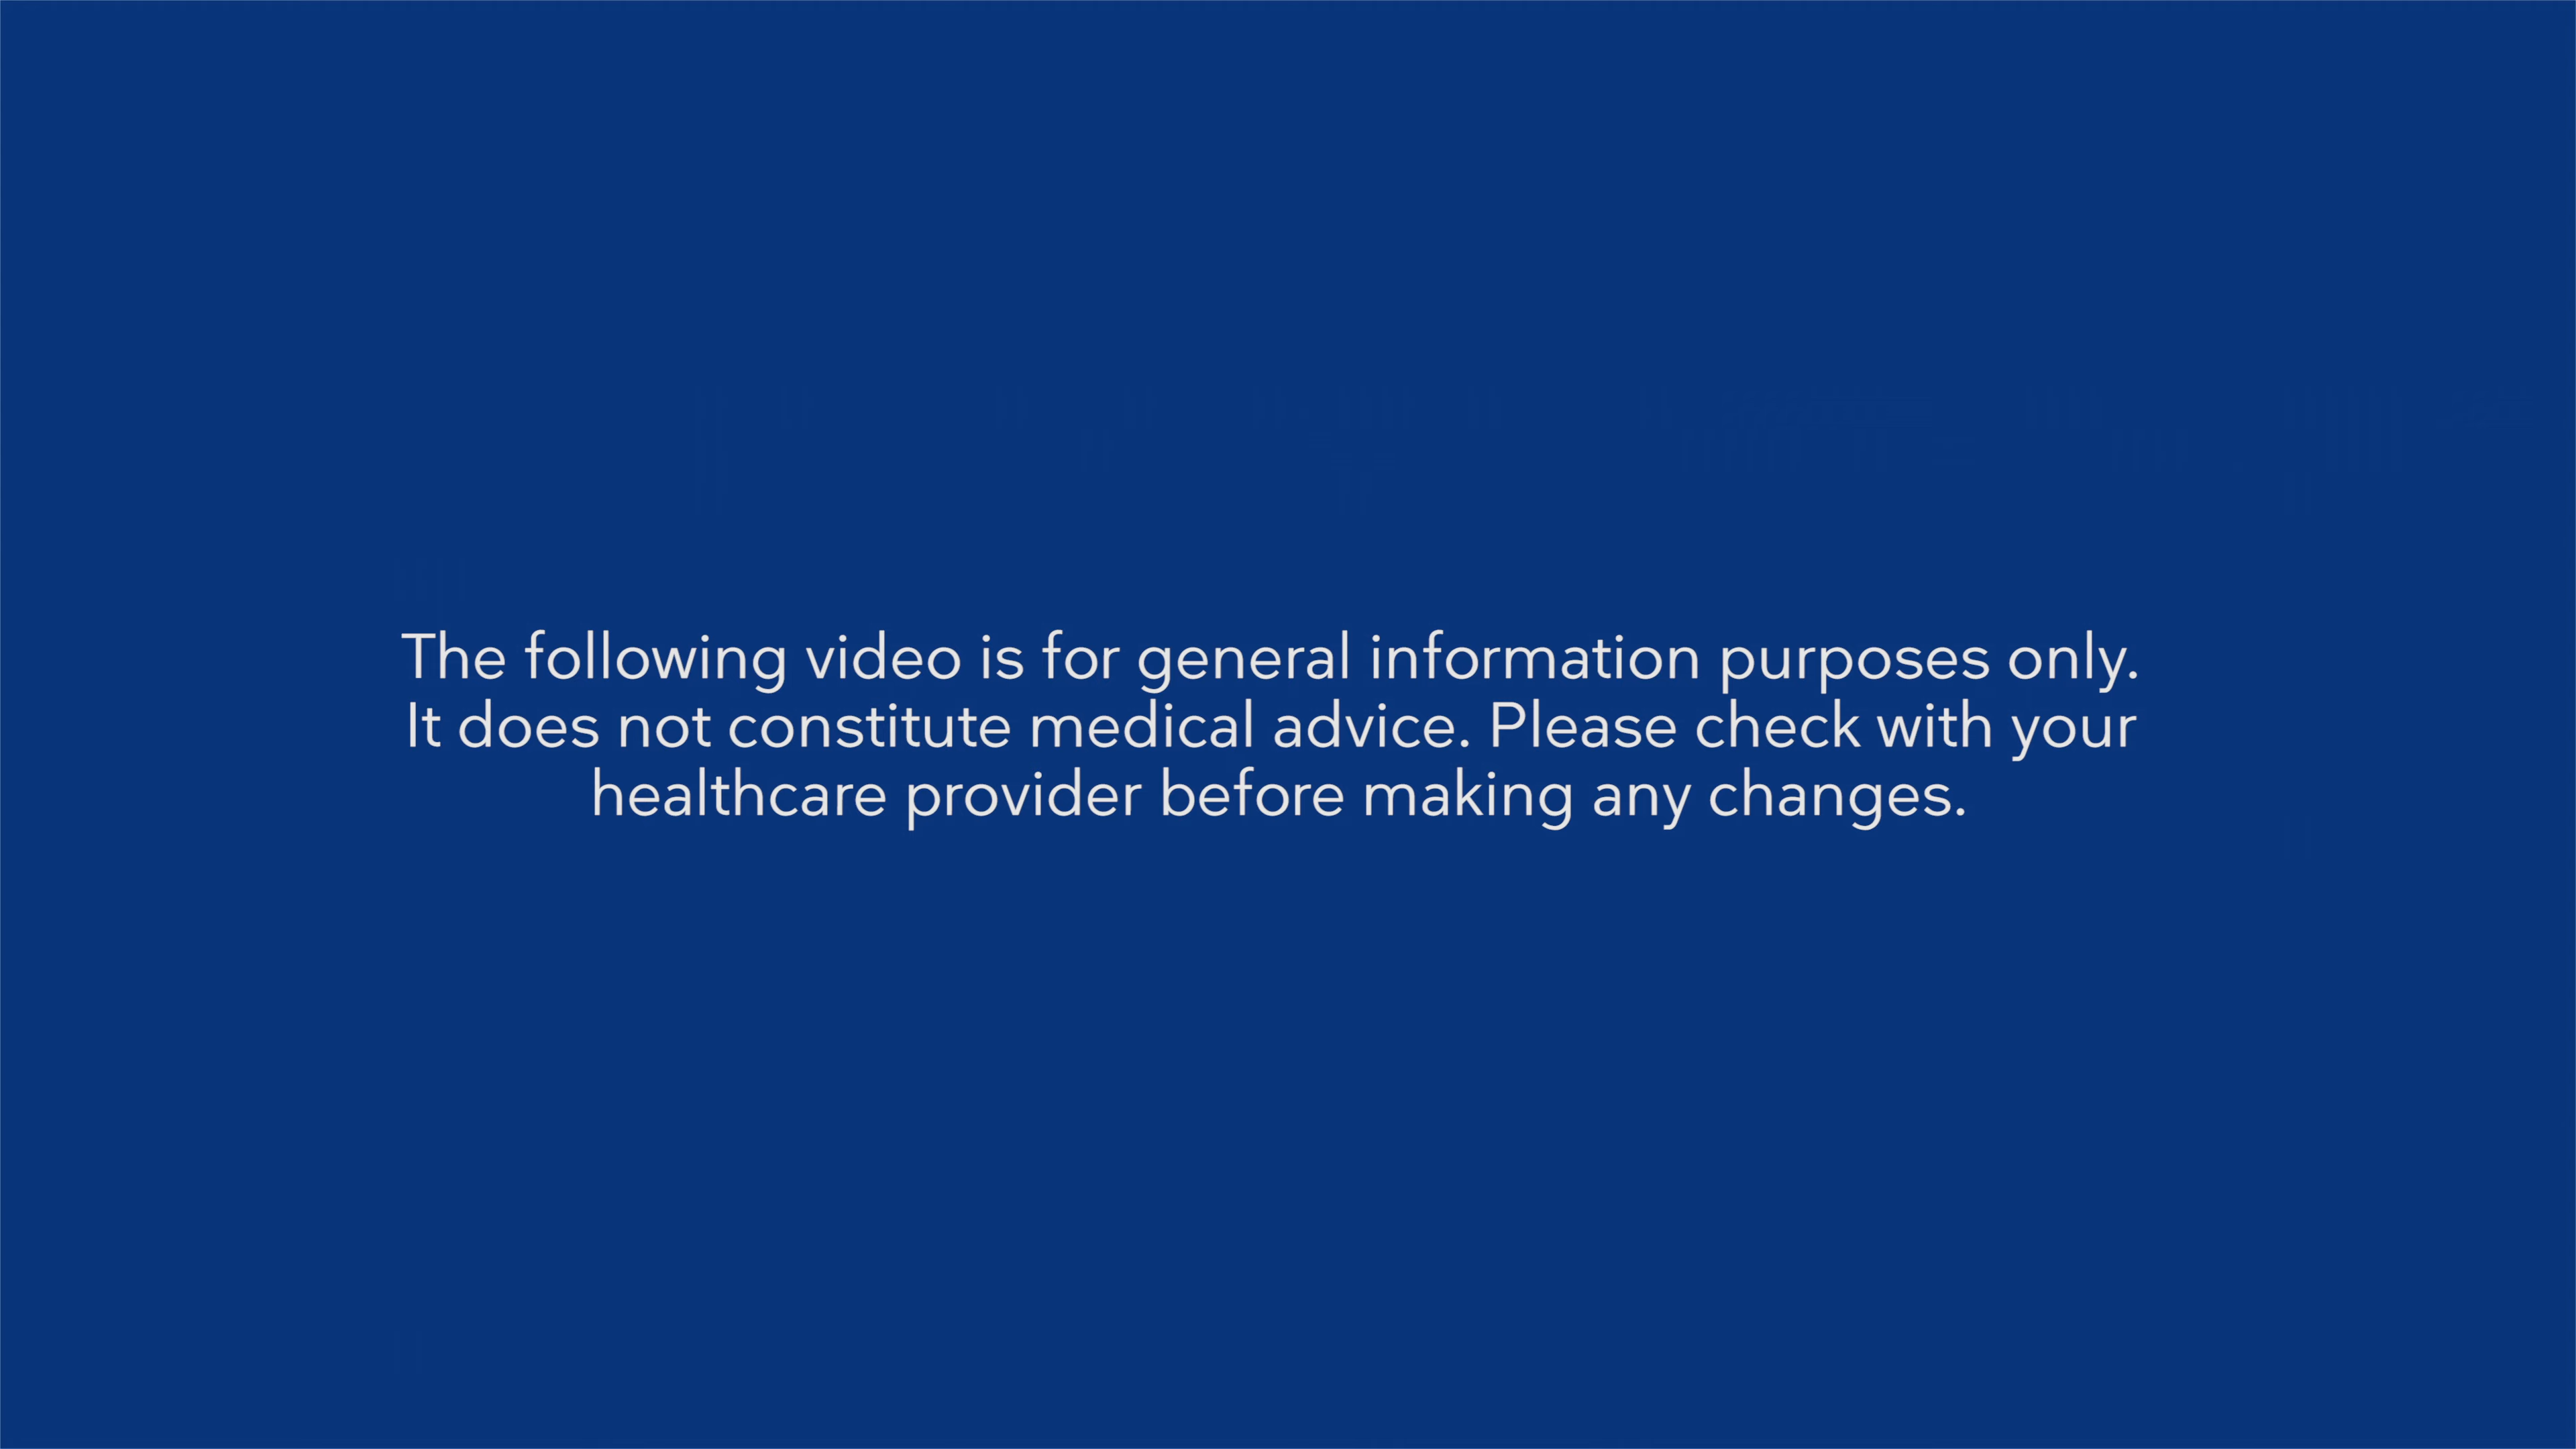 The following video is for general information purposes only.
It does not constitute medical advice. Please check with your
healthcare provider before making any changes.